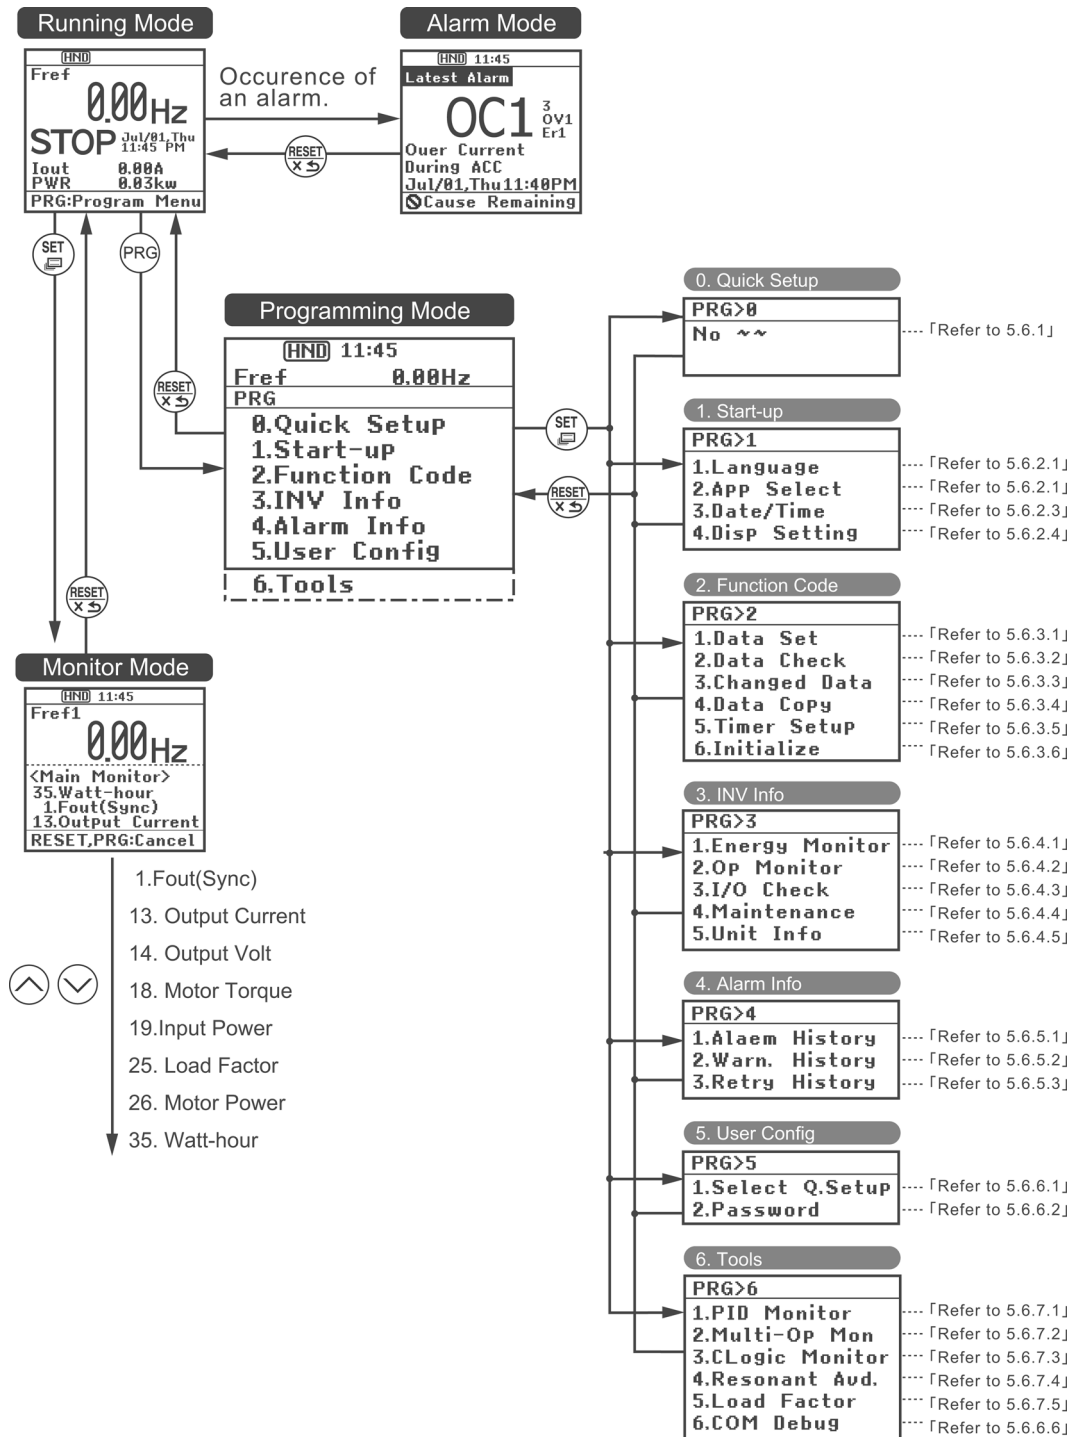 Running Mode
HND
Fref
0.00Hz
STOP Jul/01,Thu
11:45 PM
Iout 0.00A
PWR 0.03kw
PRG:Program Menu
Occurence of
an alarm.
RESET
Alarm Mode
HND 11:45
Latest Alarm
OC1
3
OV1
Er1
Ouer Current
During ACC
Jul/01,Thu11:40PM
Cause Remaining
SET
PRG
RESET
RESET
Programming Mode
HND 11:45
Fref 0.00Hz
PRG
0.Quick Setup
1.Start-up
2.Function Code
3.INV Info
4.Alarm Info
5.User Config
6.Tools
SET
RESET
Monitor Mode
HND 11:45
Fref1
0.00Hz
<Main Monitor>
35.Watt-hour
1.Fout(Sync)
13.Output Current
RESET,PRG:Cancel
1.Fout(Sync)
13. Output Current
14. Output Volt
18. Motor Torque
19.Input Power
25. Load Factor
26. Motor Power
35. Watt-hour
0. Quick Setup
PRG>0
No ~~ 「Refer to 5.6.1」
1. Start-up
PRG>1
1.Language 「Refer to 5.6.2.1」
2.App Select 「Refer to 5.6.2.1」
3.Date/Time 「Refer to 5.6.2.3」
4.Disp Setting 「Refer to 5.6.2.4」
2. Function Code
PRG>2
1.Data Set 「Refer to 5.6.3.1」
2.Data Check 「Refer to 5.6.3.2」
3.Changed Data 「Refer to 5.6.3.3」
4.Data Copy 「Refer to 5.6.3.4」
5.Timer Setup 「Refer to 5.6.3.5」
6.Initialize 「Refer to 5.6.3.6」
3. INV Info
PRG>3
1.Energy Monitor 「Refer to 5.6.4.1」
2.Op Monitor 「Refer to 5.6.4.2」
3.I/O Check 「Refer to 5.6.4.3」
4.Maintenance 「Refer to 5.6.4.4」
5.Unit Info 「Refer to 5.6.4.5」
4. Alarm Info
PRG>4
1.Alaem History 「Refer to 5.6.5.1」
2.Warn. History 「Refer to 5.6.5.2」
3.Retry History 「Refer to 5.6.5.3」
5. User Config
PRG>5
1.Select Q.Setup 「Refer to 5.6.6.1」
2.Password 「Refer to 5.6.6.2」
6. Tools
PRG>6
1.PID Monitor 「Refer to 5.6.7.1」
2.Multi-Op Mon 「Refer to 5.6.7.2」
3.CLogic Monitor 「Refer to 5.6.7.3」
4.Resonant Avd. 「Refer to 5.6.7.4」
5.Load Factor 「Refer to 5.6.7.5」
6.COM Debug 「Refer to 5.6.6.6」